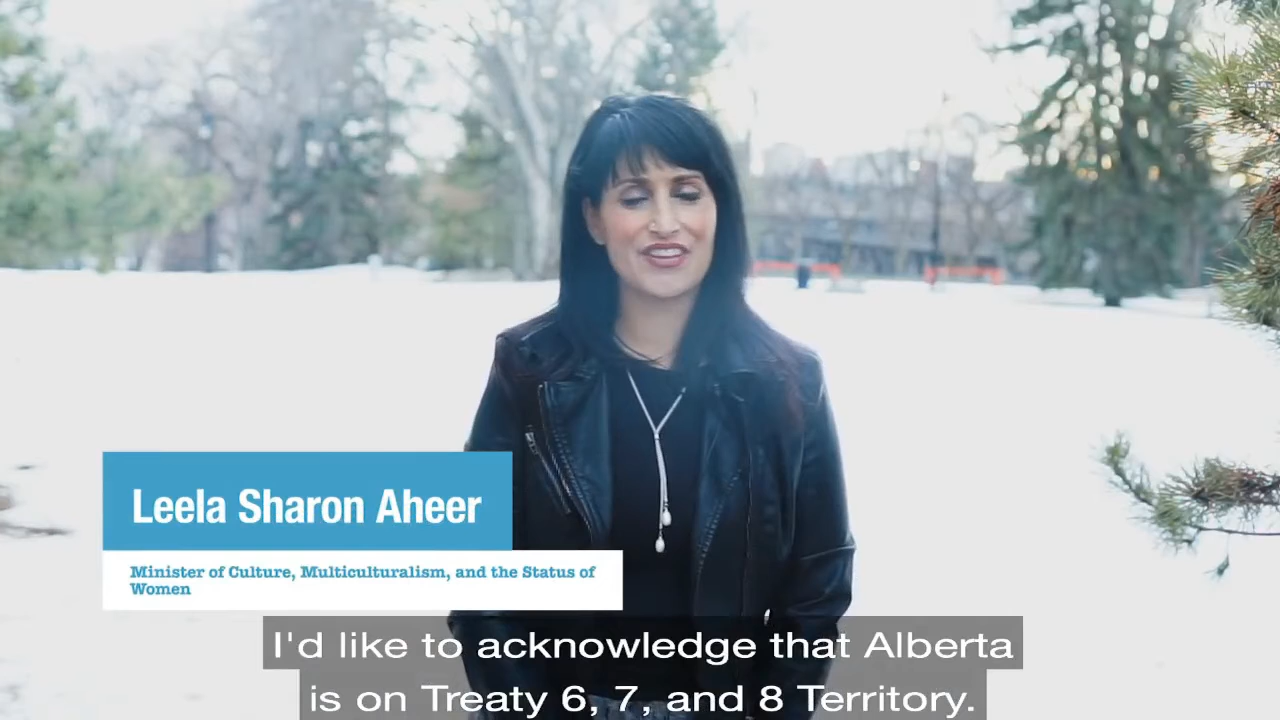 Leela Sharon Aheer
Minister of Culture, Multiculturalism, and the Status of
Women
I'd like to acknowledge that Alberta
is on Treaty 6, 7, and 8 Territory.